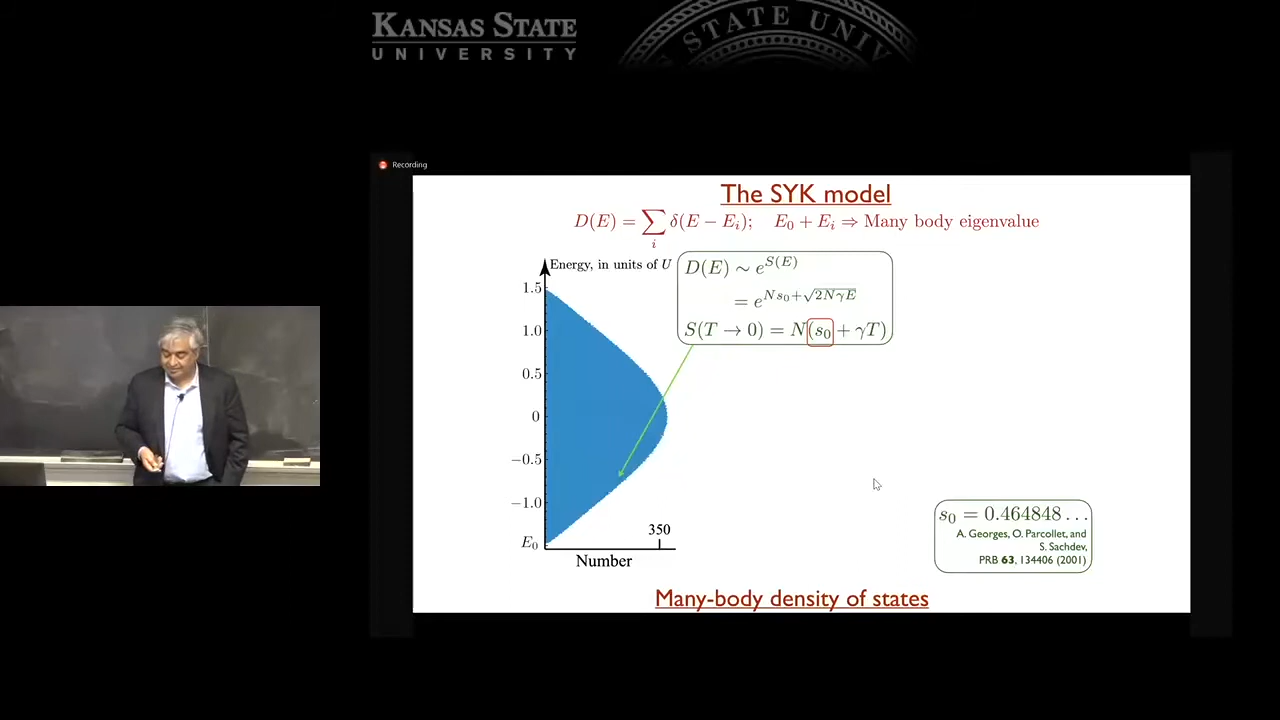 KANSAS STATE
UNIVERSITY
STATE UNIV
Recording
The SYK model
D(E) = ∑_i δ(E − E_i); E_0 + E_i ⇒ Many body eigenvalue
Energy, in units of U
D(E) ∼ e^{S(E)}
= e^{Ns_0+√(2NγE)}
S(T → 0) = N(s_0 + γT)
1.5
1.0
0.5
0
−0.5
−1.0
E_0
350
Number
s_0 = 0.464848 . . .
A. Georges, O. Parcollet, and
S. Sachdev,
PRB 63, 134406 (2001)
Many-body density of states